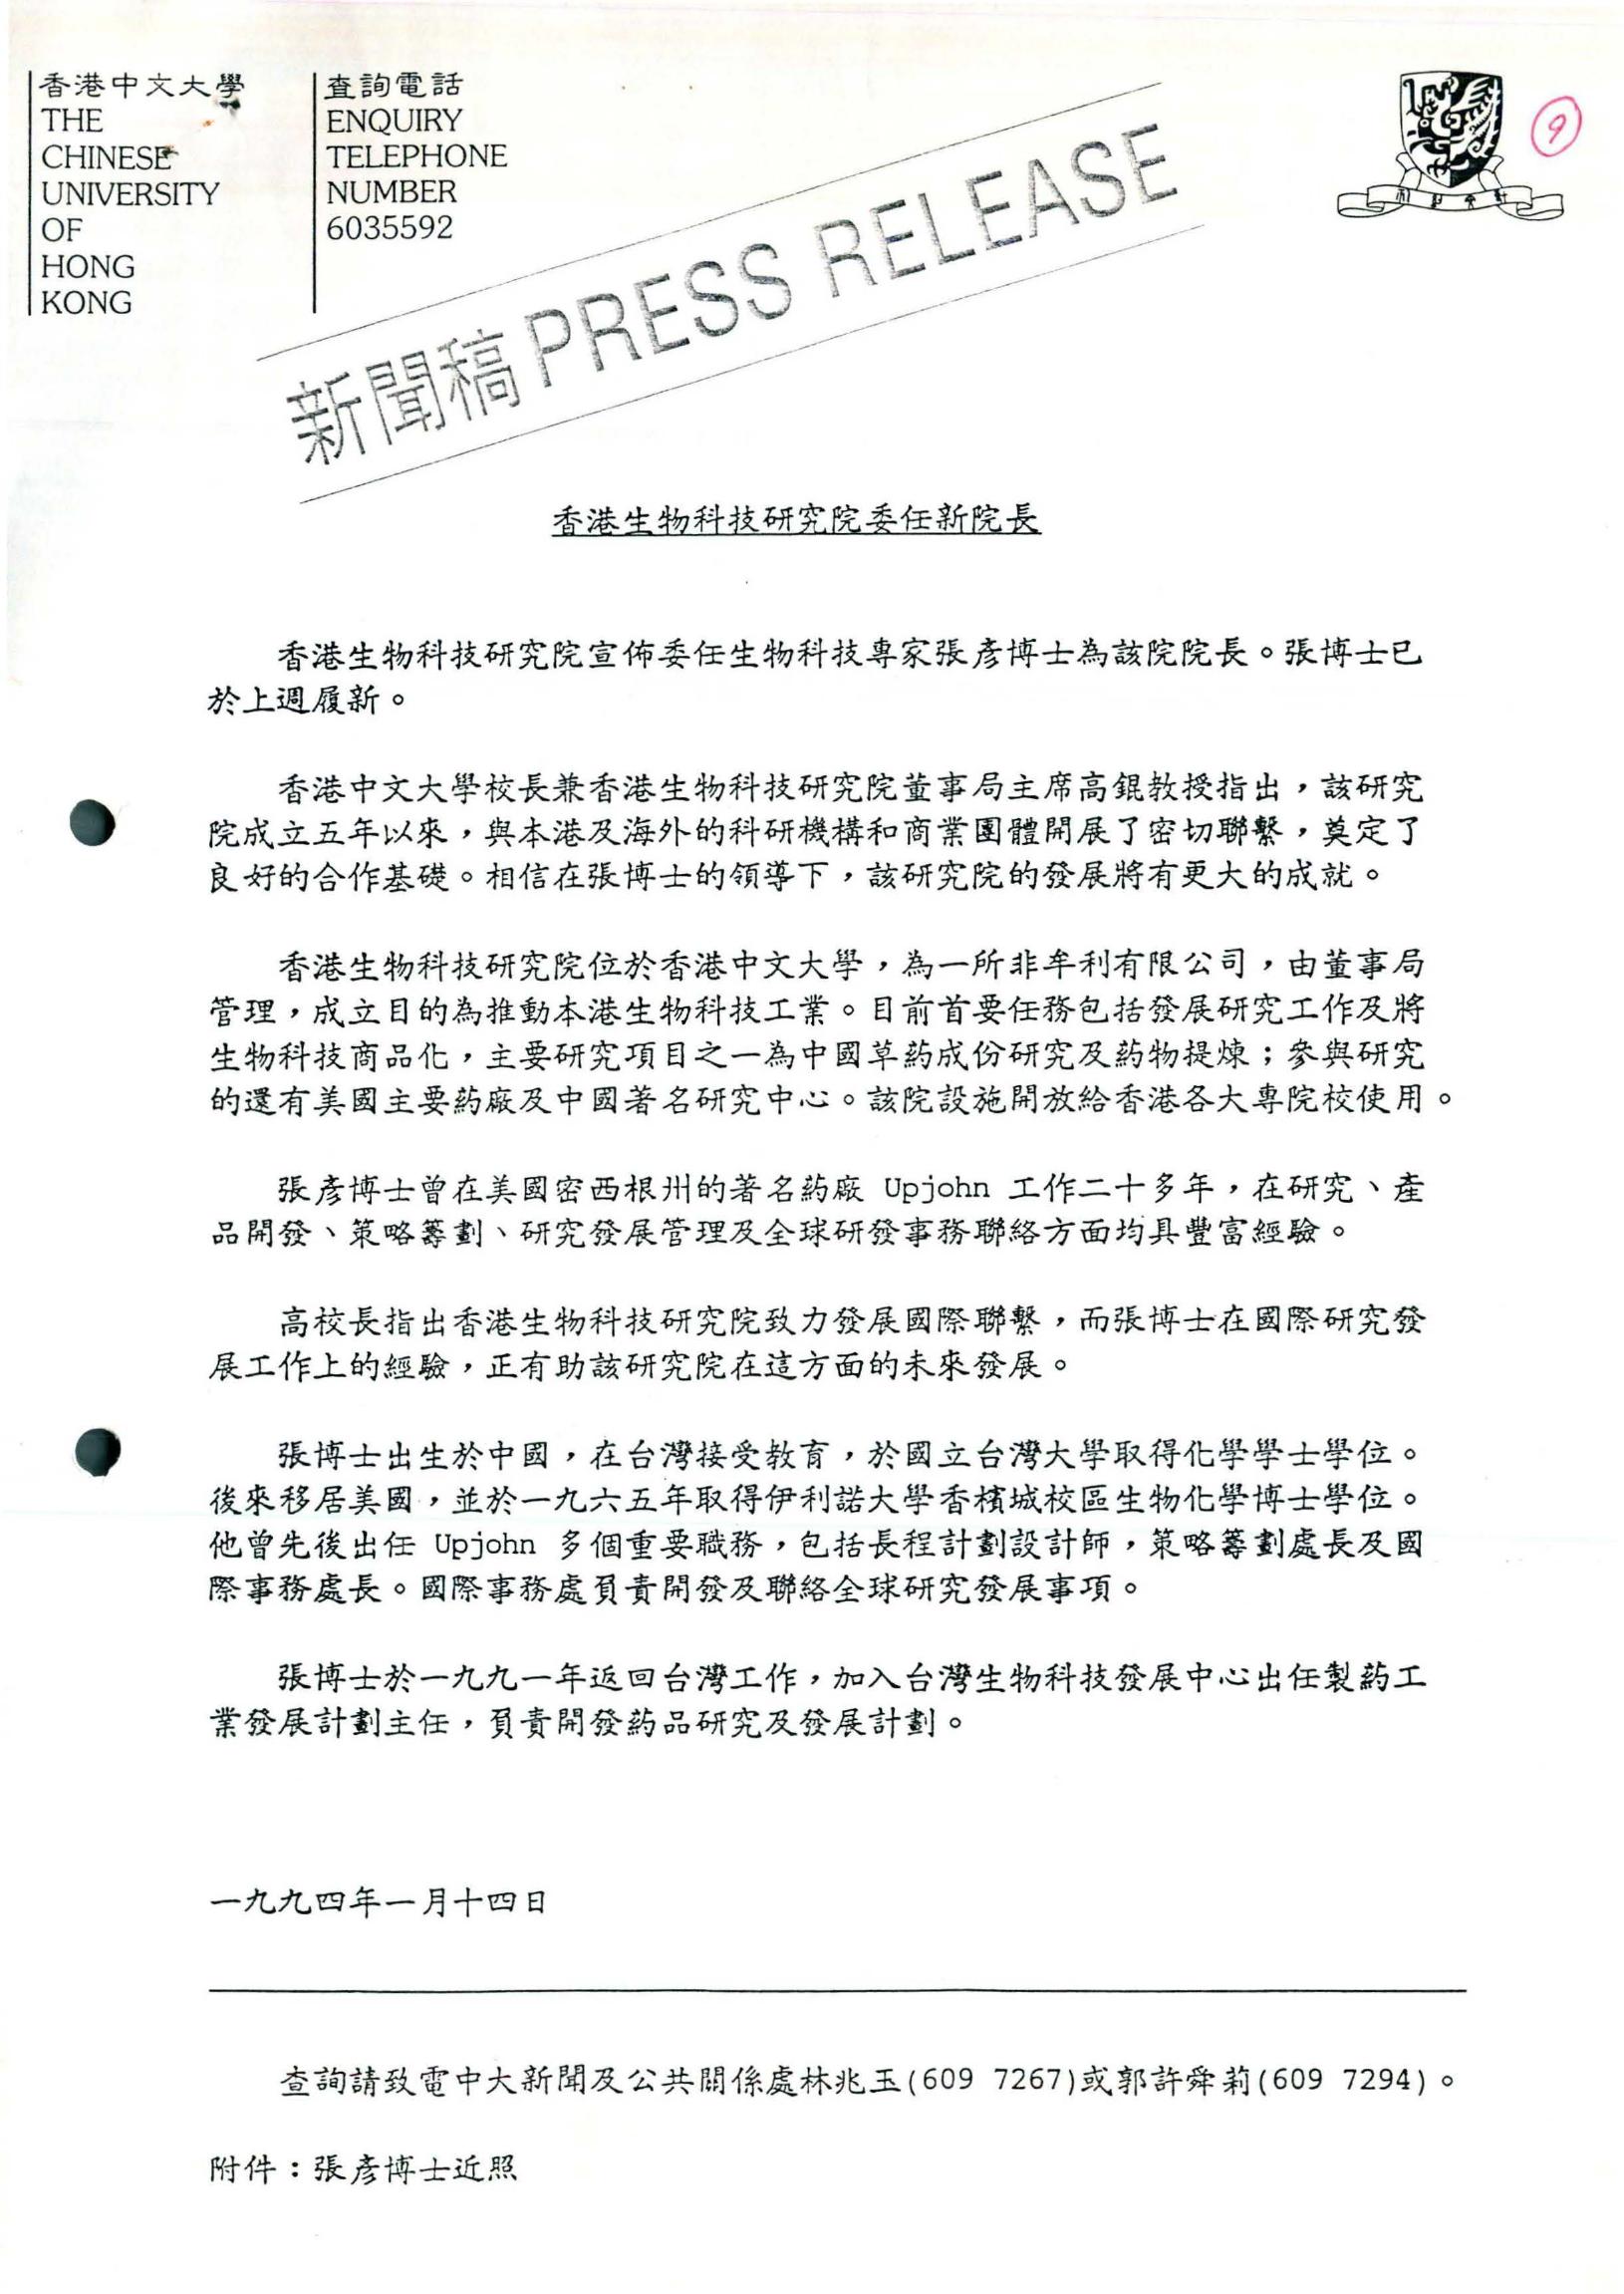 香港中文大學
THE
CHINESE
UNIVERSITY
OF
HONG
KONG
查詢電話
ENQUIRY
TELEPHONE
NUMBER
6035592
9
新聞稿 PRESS RELEASE
香港生物科技研究院委任新院長
香港生物科技研究院宣佈委任生物科技專家張彥博士為該院院長。張博士已
於上週履新。
香港中文大學校長兼香港生物科技研究院董事局主席高錕教授指出，該研究
院成立五年以來，與本港及海外的科研機構和商業團體開展了密切聯繫，奠定了
良好的合作基礎。相信在張博士的領導下，該研究院的發展將有更大的成就。
香港生物科技研究院位於香港中文大學，為一所非牟利有限公司，由董事局
管理，成立目的為推動本港生物科技工業。目前首要任務包括發展研究工作及將
生物科技商品化，主要研究項目之一為中國草葯成份研究及葯物提煉；參與研究
的還有美國主要葯廠及中國著名研究中心。該院設施開放給香港各大專院校使用。
張彥博士曾在美國密西根州的著名葯廠 Upjohn 工作二十多年，在研究、產
品開發、策略籌劃、研究發展管理及全球研發事務聯絡方面均具豐富經驗。
高校長指出香港生物科技研究院致力發展國際聯繫，而張博士在國際研究發
展工作上的經驗，正有助該研究院在這方面的未來發展。
張博士出生於中國，在台灣接受教育，於國立台灣大學取得化學學士學位。
後來移居美國，並於一九六五年取得伊利諾大學香檳城校區生物化學博士學位。
他曾先後出任 Upjohn 多個重要職務，包括長程計劃設計師，策略籌劃處長及國
際事務處長。國際事務處負責開發及聯絡全球研究發展事項。
張博士於一九九一年返回台灣工作，加入台灣生物科技發展中心出任製葯工
業發展計劃主任，負責開發葯品研究及發展計劃。
一九九四年一月十四日
查詢請致電中大新聞及公共關係處林兆玉(609 7267)或郭許舜莉(609 7294)。
附件：張彥博士近照